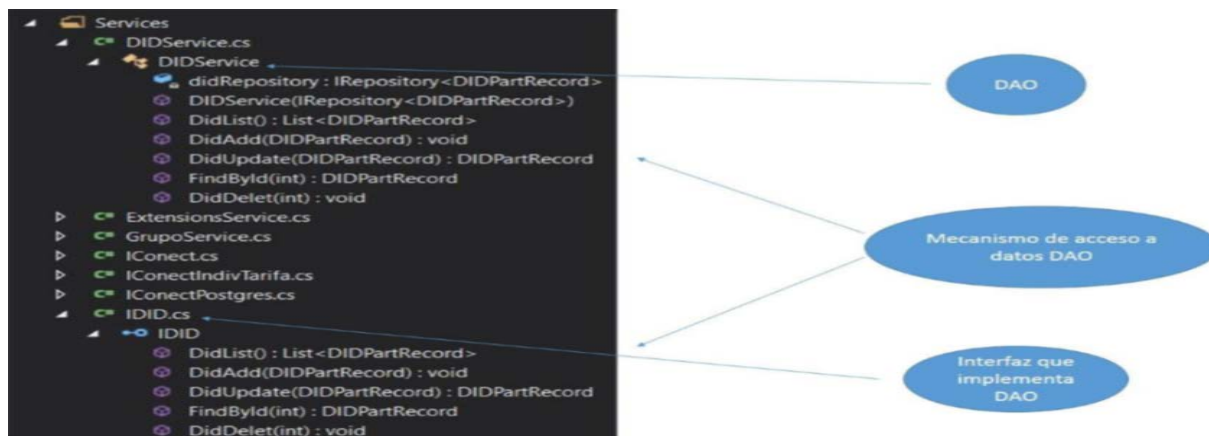 Services
DIDService.cs
DIDService
didRepository : IRepository<DIDPartRecord>
DIDService(IRepository<DIDPartRecord>)
DidList() : List<DIDPartRecord>
DidAdd(DIDPartRecord) : void
DidUpdate(DIDPartRecord) : DIDPartRecord
FindById(int) : DIDPartRecord
DidDelet(int) : void
ExtensionsService.cs
GrupoService.cs
IConect.cs
IConectIndivTarifa.cs
IConectPostgres.cs
IDID.cs
IDID
DidList() : List<DIDPartRecord>
DidAdd(DIDPartRecord) : void
DidUpdate(DIDPartRecord) : DIDPartRecord
FindById(int) : DIDPartRecord
DidDelet(int) : void
DAO
Mecanismo de acceso a
datos DAO
Interfaz que
implementa
DAO